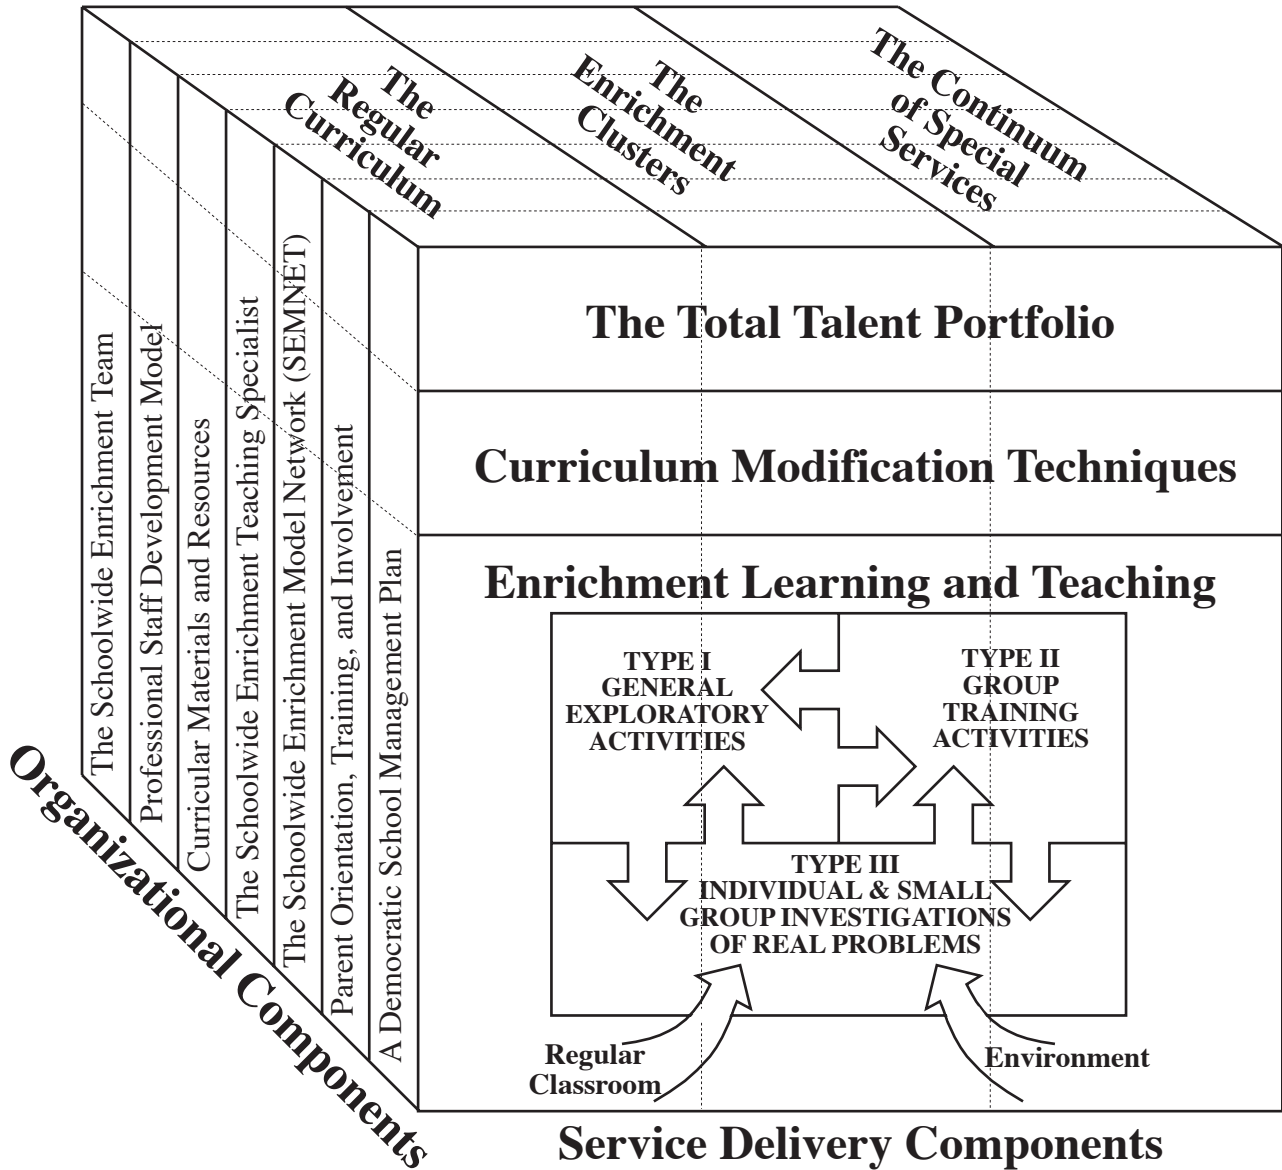 The
Regular
Curriculum
The
Enrichment
Clusters
The Continuum
of Special
Services
The Schoolwide Enrichment Team
Professional Staff Development Model
Curricular Materials and Resources
The Schoolwide Enrichment Teaching Specialist
The Schoolwide Enrichment Model Network (SEMNET)
Parent Orientation, Training, and Involvement
A Democratic School Management Plan
Organizational Components
The Total Talent Portfolio
Curriculum Modification Techniques
Enrichment Learning and Teaching
TYPE I
GENERAL
EXPLORATORY
ACTIVITIES
TYPE II
GROUP
TRAINING
ACTIVITIES
TYPE III
INDIVIDUAL & SMALL
GROUP INVESTIGATIONS
OF REAL PROBLEMS
Regular
Classroom
Environment
Service Delivery Components